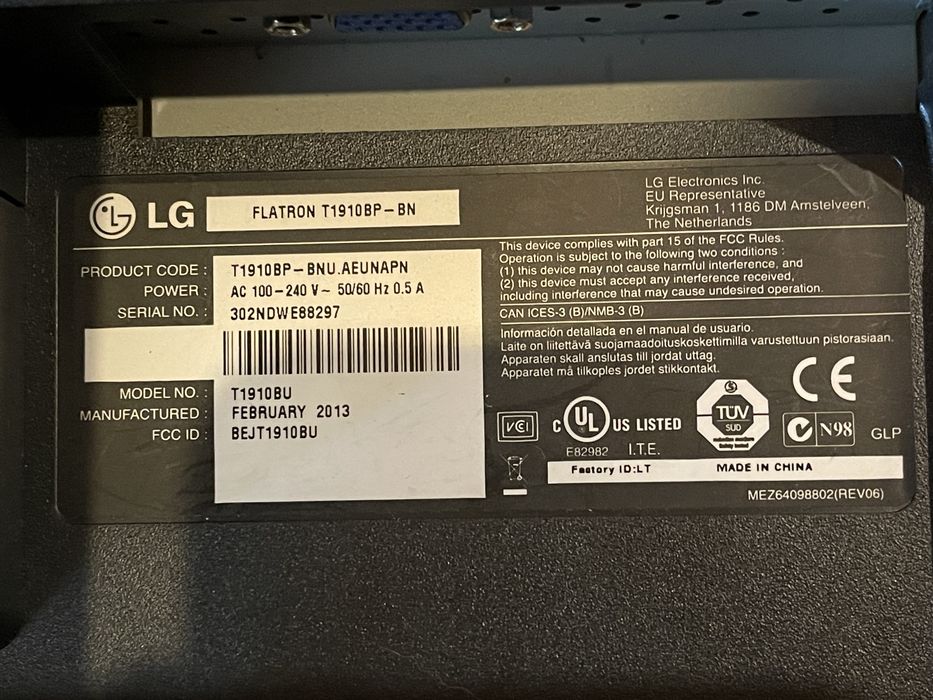 LG FLATRON T1910BP-BN
LG Electronics Inc.
EU Representative
Krijgsman 1, 1186 DM Amstelveen,
The Netherlands
PRODUCT CODE : T1910BP-BNU.AEUNAPN
POWER : AC 100-240 V~ 50/60 Hz 0.5 A
SERIAL NO. : 302NDWE88297
MODEL NO. : T1910BU
MANUFACTURED : FEBRUARY 2013
FCC ID : BEJT1910BU
This device complies with part 15 of the FCC Rules.
Operation is subject to the following two conditions :
(1) this device may not cause harmful interference, and
(2) this device must accept any interference received,
including interference that may cause undesired operation.
CAN ICES-3 (B)/NMB-3 (B)
Información detallada en el manual de usuario.
Laite on liitettävä suojamaadoituskoskettimilla varustettuun pistorasiaan.
Apparaten skall anslutas till jordat uttag.
Apparatet må tilkoples jordet stikkontakt.
CE
VCI
C UL US LISTED
E82982 I.T.E.
TÜV
SÜD
N98
GLP
Factory ID:LT MADE IN CHINA
MEZ64098802(REV06)